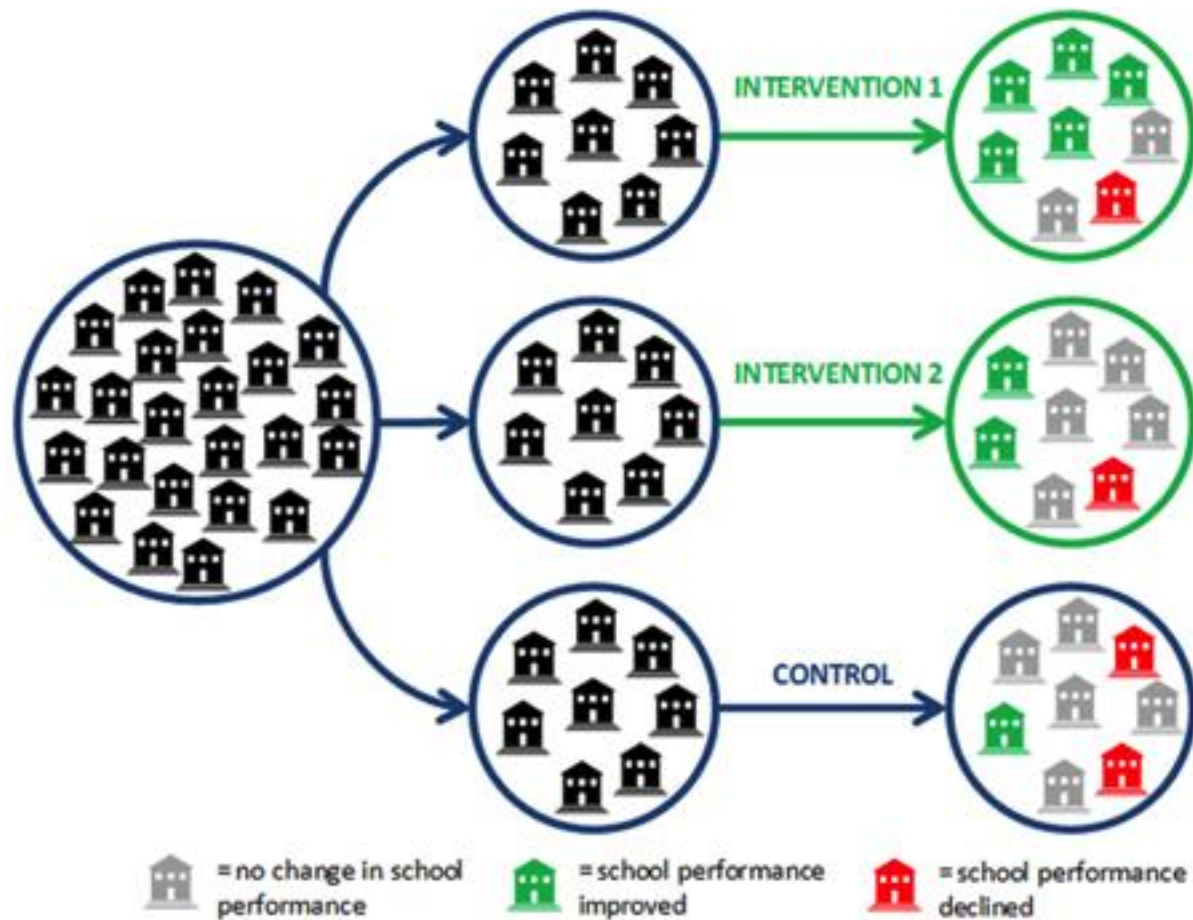 INTERVENTION 1
INTERVENTION 2
CONTROL
= no change in school
performance
= school performance
improved
= school performance
declined